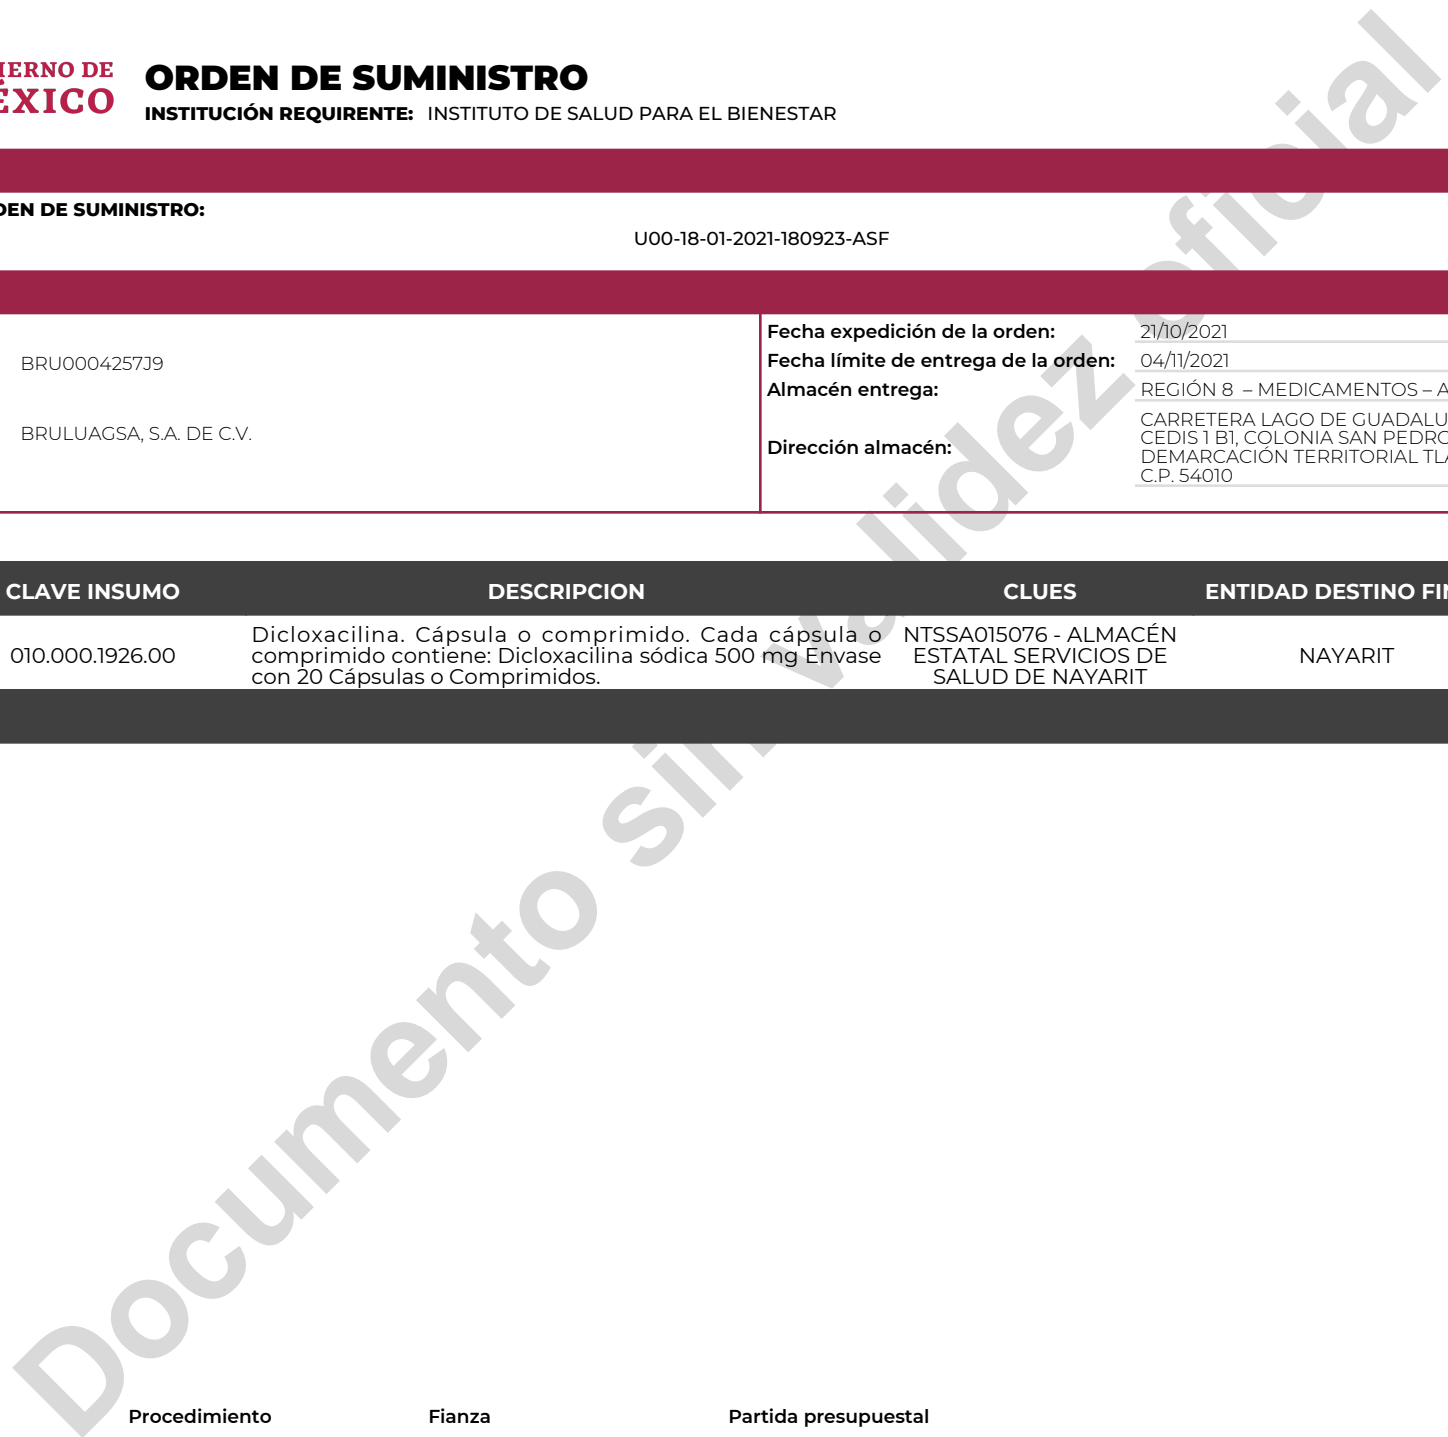 IERNO DE
ÉXICO
ORDEN DE SUMINISTRO
INSTITUCIÓN REQUIRENTE: INSTITUTO DE SALUD PARA EL BIENESTAR
DEN DE SUMINISTRO:
U00-18-01-2021-180923-ASF
BRU0004257J9
BRULUAGSA, S.A. DE C.V.
Fecha expedición de la orden: 21/10/2021
Fecha límite de entrega de la orden: 04/11/2021
Almacén entrega: REGIÓN 8 – MEDICAMENTOS – A
Dirección almacén:
CARRETERA LAGO DE GUADALU
CEDIS 1 B1, COLONIA SAN PEDRO
DEMARCACIÓN TERRITORIAL TLA
C.P. 54010
CLAVE INSUMO DESCRIPCION CLUES ENTIDAD DESTINO FIN
010.000.1926.00
Dicloxacilina. Cápsula o comprimido. Cada cápsula o
comprimido contiene: Dicloxacilina sódica 500 mg Envase
con 20 Cápsulas o Comprimidos.
NTSSA015076 - ALMACÉN
ESTATAL SERVICIOS DE
SALUD DE NAYARIT
NAYARIT
Documento sin validez oficial
Procedimiento Fianza Partida presupuestal